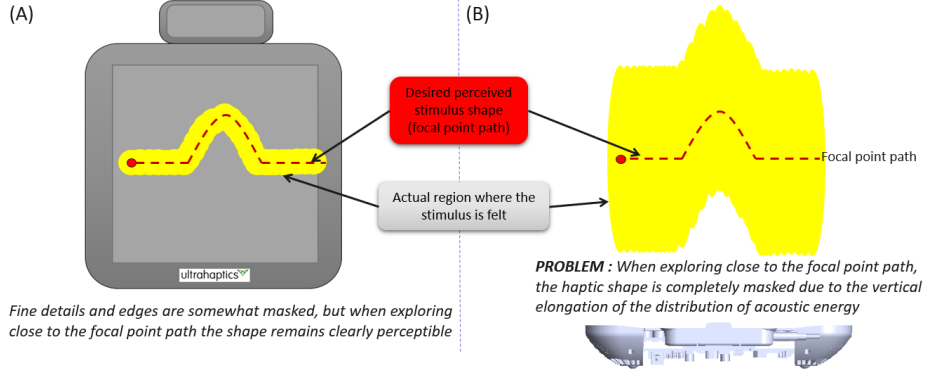 (A)
(B)
Desired perceived
stimulus shape
(focal point path)
Focal point path
Actual region where the
stimulus is felt
ultrahaptics
Fine details and edges are somewhat masked, but when exploring
close to the focal point path the shape remains clearly perceptible
PROBLEM : When exploring close to the focal point path,
the haptic shape is completely masked due to the vertical
elongation of the distribution of acoustic energy